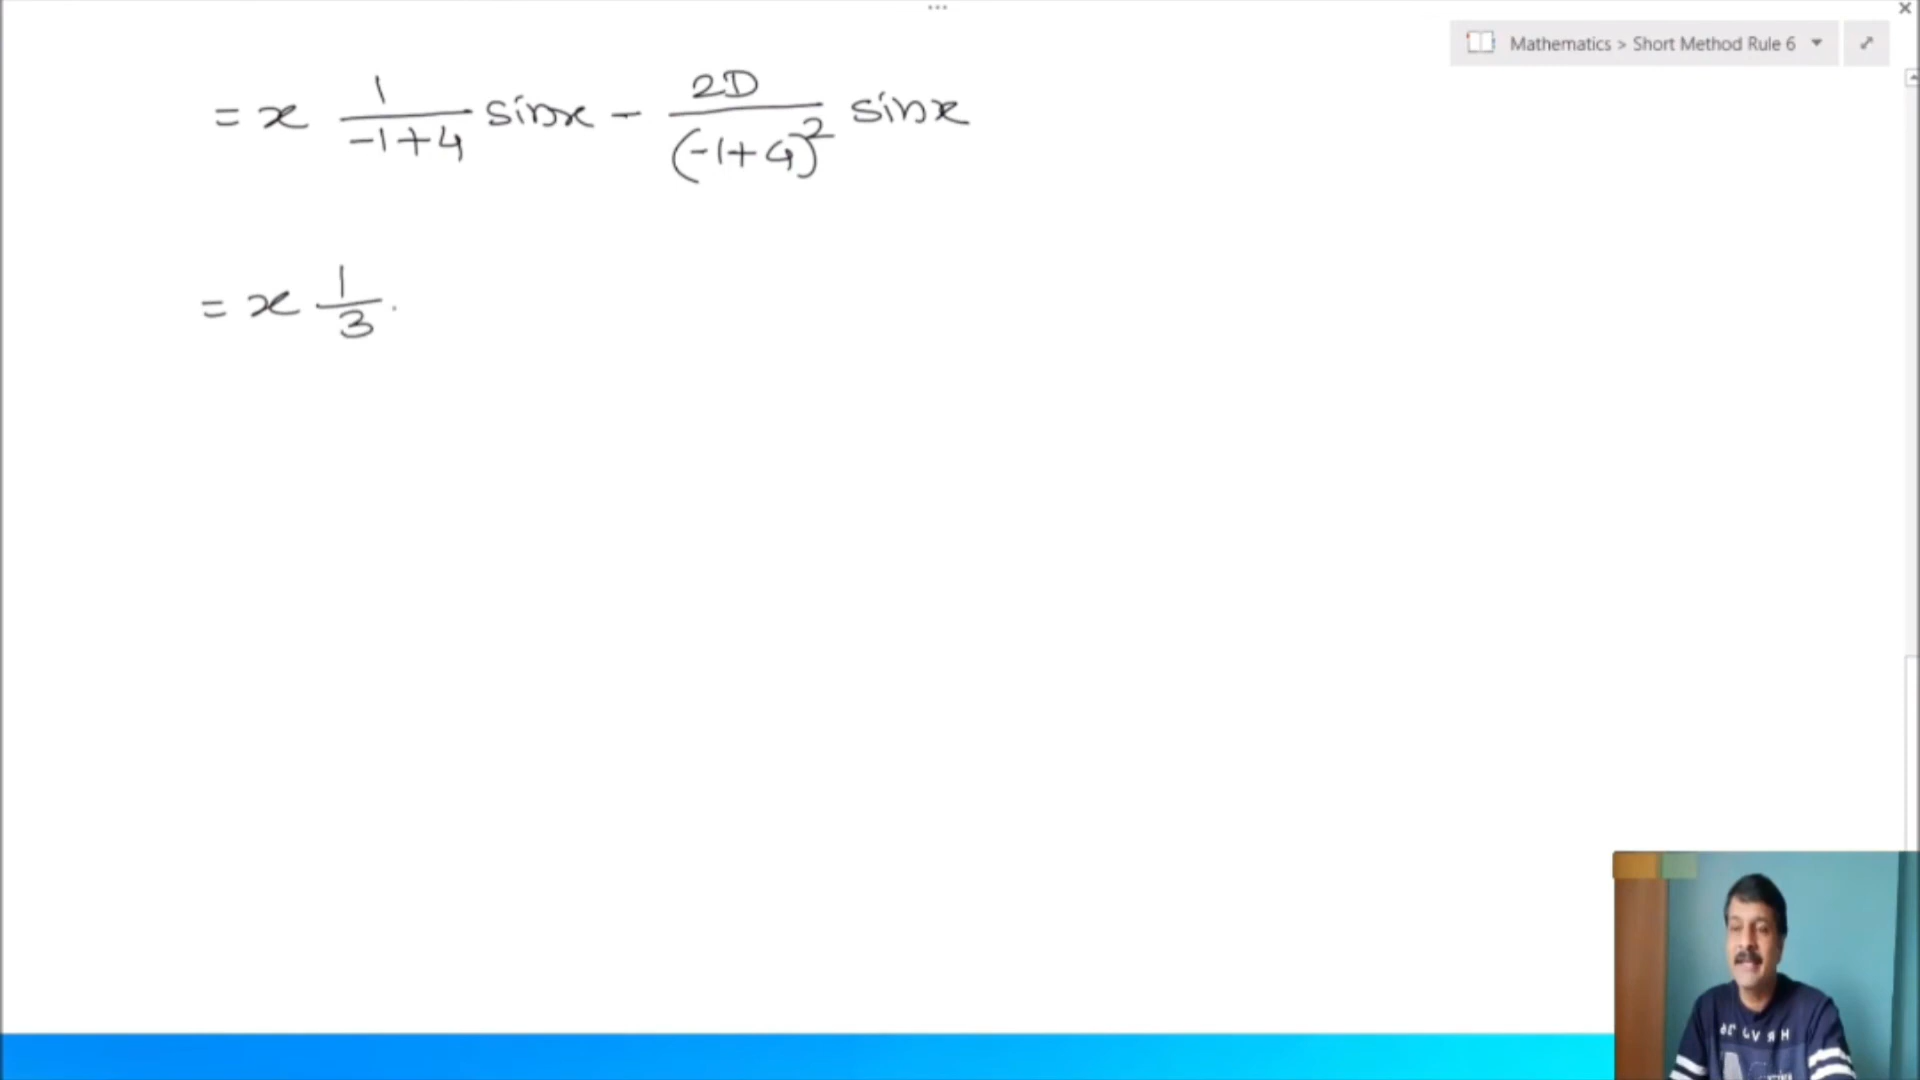 ...
Mathematics > Short Method Rule 6
= x 1/(-1+4) sinx - 2D/(-1+4)² sinx
= x 1/3 .